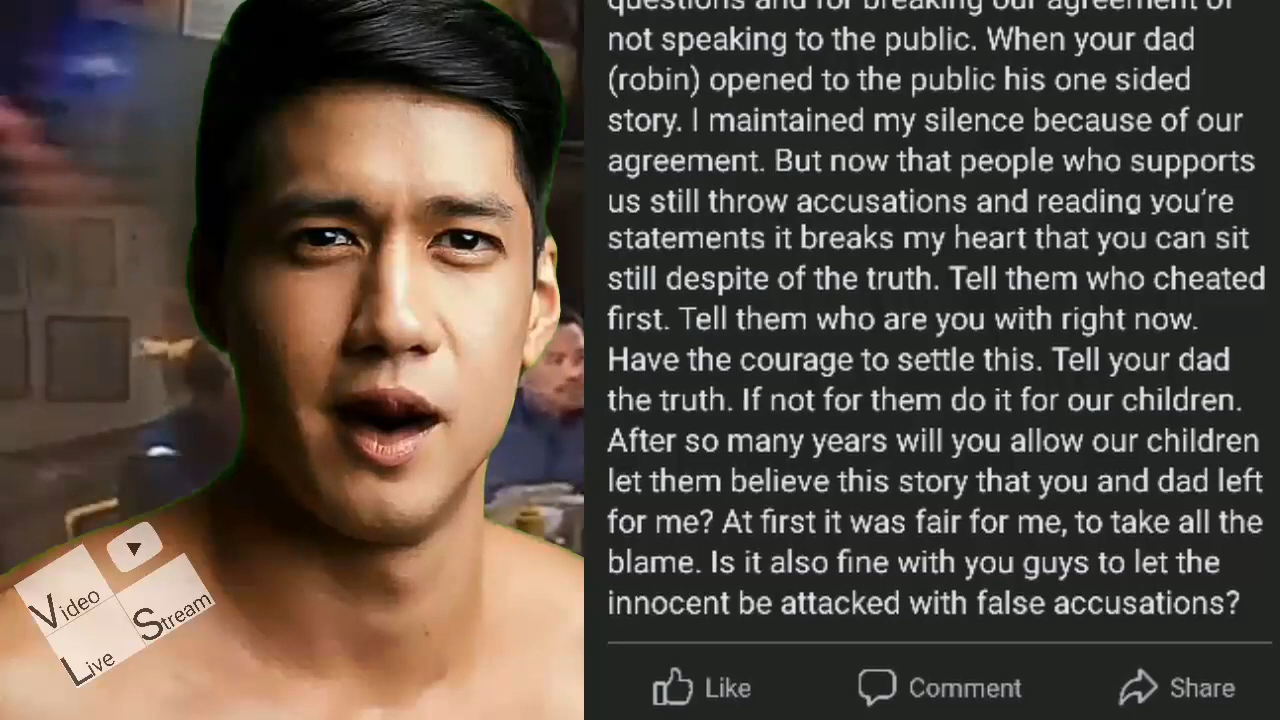 questions and for breaking our agreement of
not speaking to the public. When your dad
(robin) opened to the public his one sided
story. I maintained my silence because of our
agreement. But now that people who supports
us still throw accusations and reading you're
statements it breaks my heart that you can sit
still despite of the truth. Tell them who cheated
first. Tell them who are you with right now.
Have the courage to settle this. Tell your dad
the truth. If not for them do it for our children.
After so many years will you allow our children
let them believe this story that you and dad left
for me? At first it was fair for me, to take all the
blame. Is it also fine with you guys to let the
innocent be attacked with false accusations?
Like
Comment
Share
Video
Live
Stream